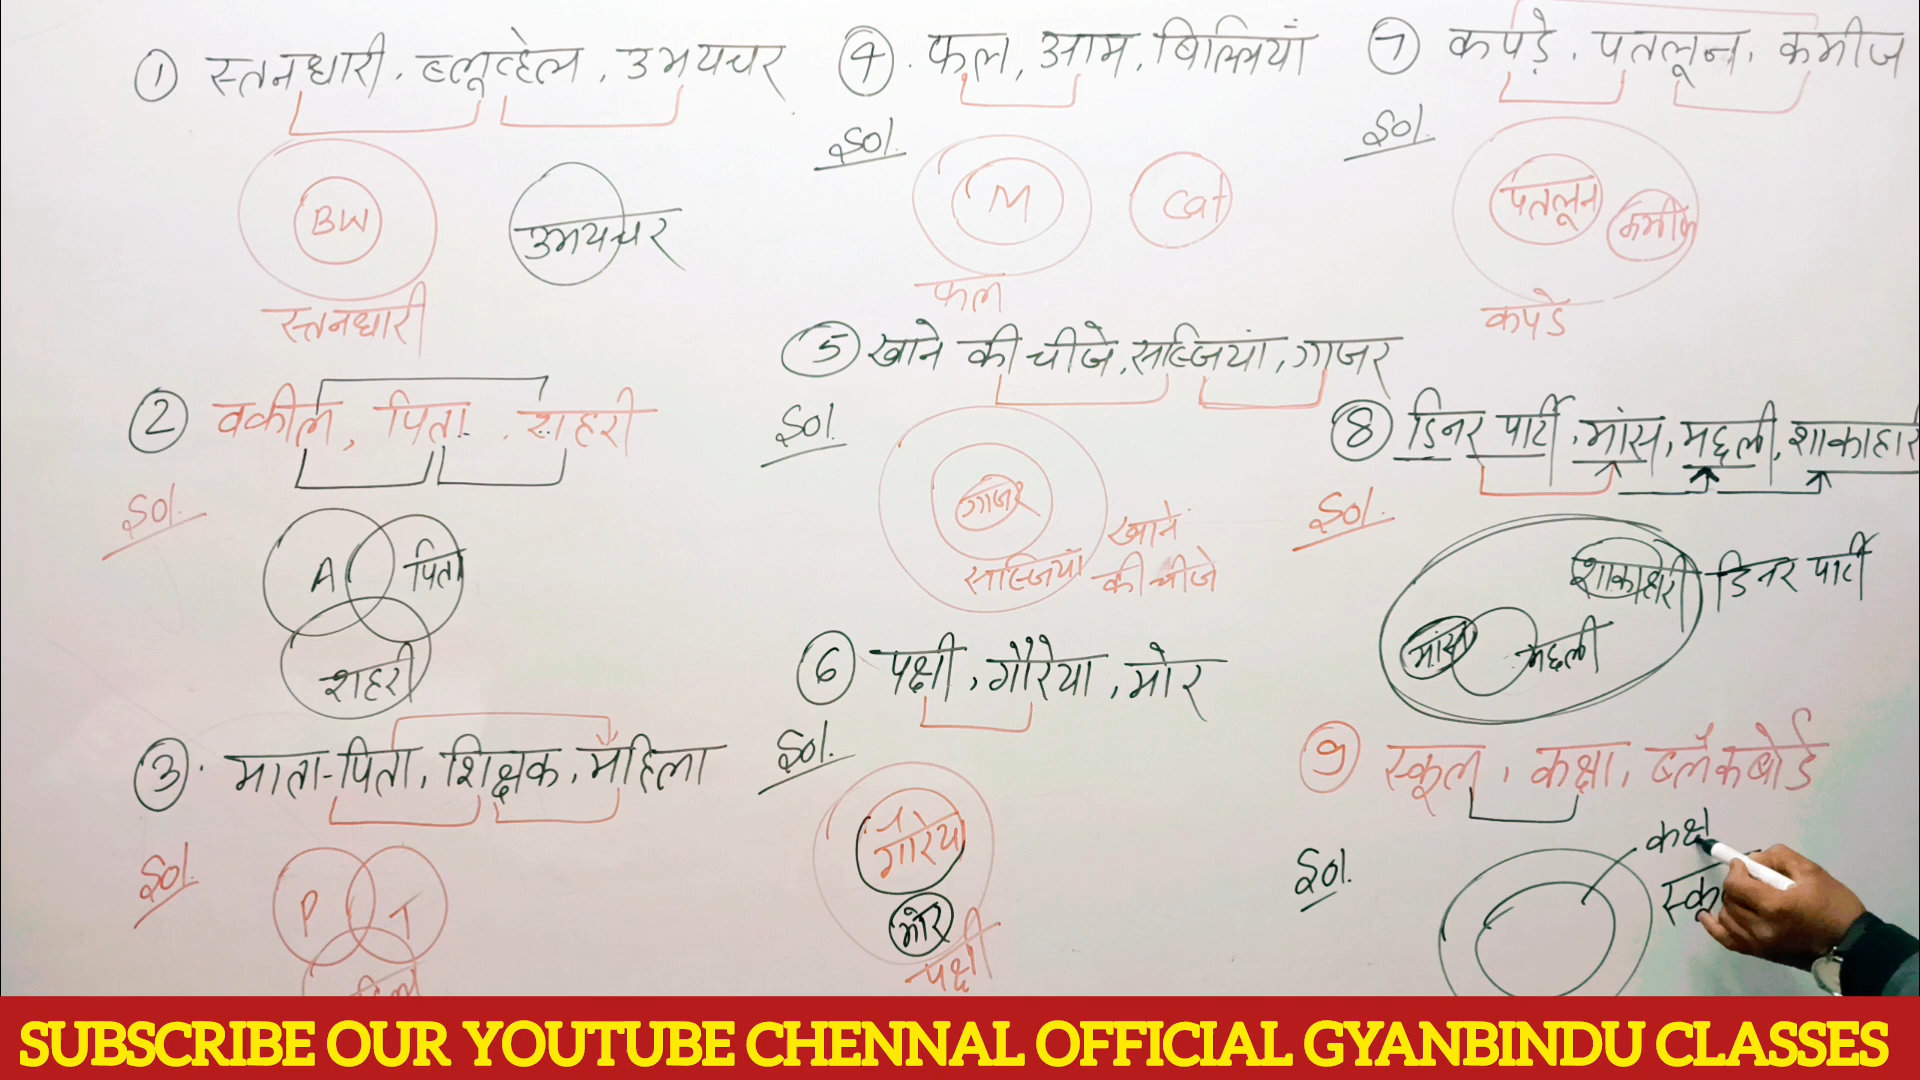 ① स्तनधारी, ब्लूव्हेल, उभयचर
BW
उभयचर
स्तनधारी
② वकील, पिता, शहरी
Sol.
A
पिता
शहरी
③. माता-पिता, शिक्षक, महिला
Sol.
P
T
④. फल, आम, बिल्लियाँ
Sol.
M
Cat
फल
⑤ खाने की चीजे, सब्जियां, गाजर
Sol.
गाजर
सब्जियां
खाने
की चीजे
⑥ पक्षी, गौरैया, मोर
Sol.
गौरेया
मोर
पक्षी
⑦ कपड़े, पतलून, कमीज
Sol.
पतलून
कमीज
कपडे
⑧ डिनर पार्टी, मांस, मछली, शाकाहारी
Sol.
शाकाहारी
डिनर पार्टी
मांस
मछली
⑨ स्कूल, कक्षा, ब्लैकबोर्ड
Sol.
कक्ष
स्कू
SUBSCRIBE OUR YOUTUBE CHENNAL OFFICIAL GYANBINDU CLASSES